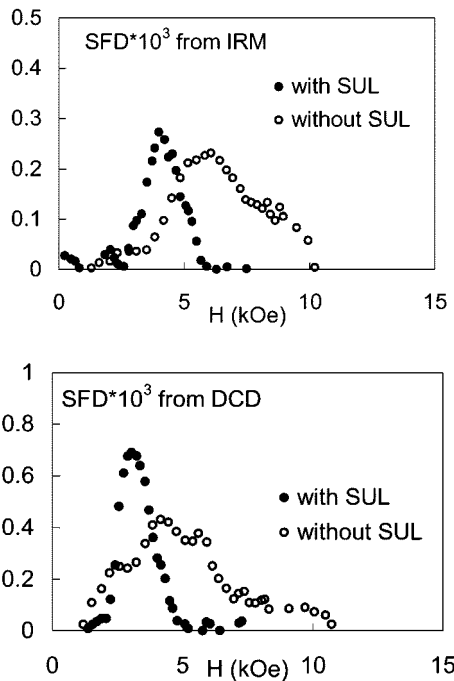 0.5
SFD*10³ from IRM
0.4
with SUL
0.3
without SUL
0.2
0.1
0
0
5
10
15
H (kOe)
1
SFD*10³ from DCD
0.8
0.6
with SUL
0.4
without SUL
0.2
0
0
5
10
15
H (kOe)